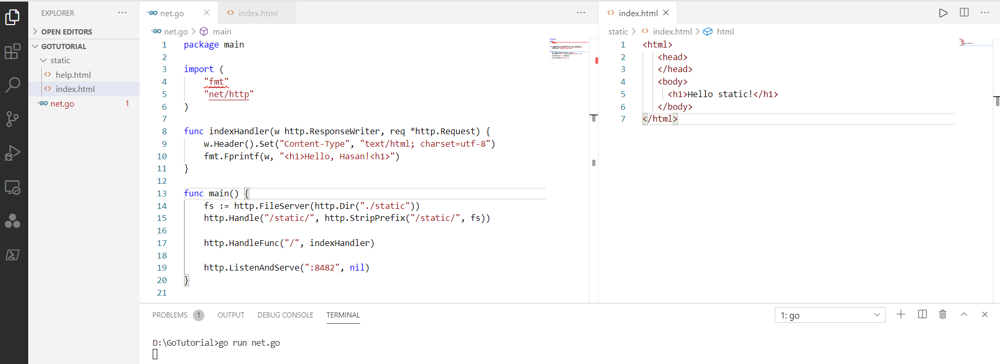 EXPLORER
OPEN EDITORS
GOTUTORIAL
static
help.html
index.html
net.go 1
net.go
index.html
net.go > main
1 package main
2
3 import (
4 "fmt"
5 "net/http"
6 )
7
8 func indexHandler(w http.ResponseWriter, req *http.Request) {
9 w.Header().Set("Content-Type", "text/html; charset=utf-8")
10 fmt.Fprintf(w, "<h1>Hello, Hasan!<h1>")
11 }
12
13 func main() {
14 fs := http.FileServer(http.Dir("./static"))
15 http.Handle("/static/", http.StripPrefix("/static/", fs))
16
17 http.HandleFunc("/", indexHandler)
18
19 http.ListenAndServe(":8482", nil)
20 }
21
index.html
static > index.html > html
1 <html>
2 <head>
3 </head>
4 <body>
5 <h1>Hello static!</h1>
6 </body>
7 </html>
PROBLEMS 1 OUTPUT DEBUG CONSOLE TERMINAL
1: go
D:\GoTutorial>go run net.go